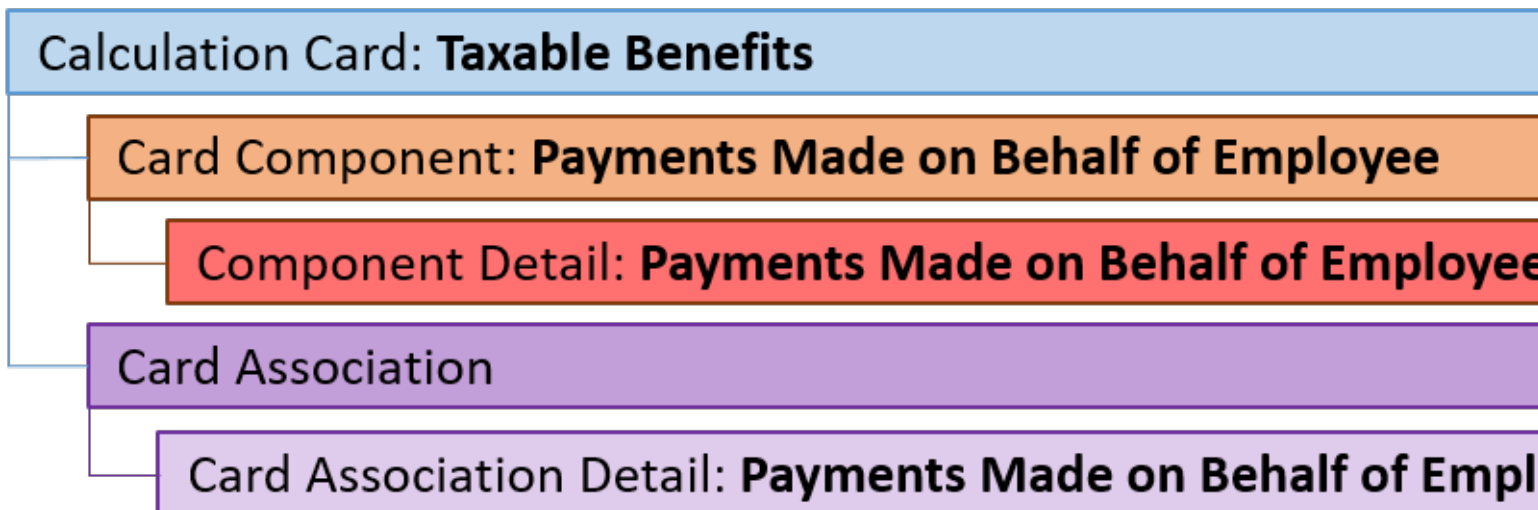 Calculation Card: Taxable Benefits
Card Component: Payments Made on Behalf of Employee
Component Detail: Payments Made on Behalf of Employee
Card Association
Card Association Detail: Payments Made on Behalf of Empl